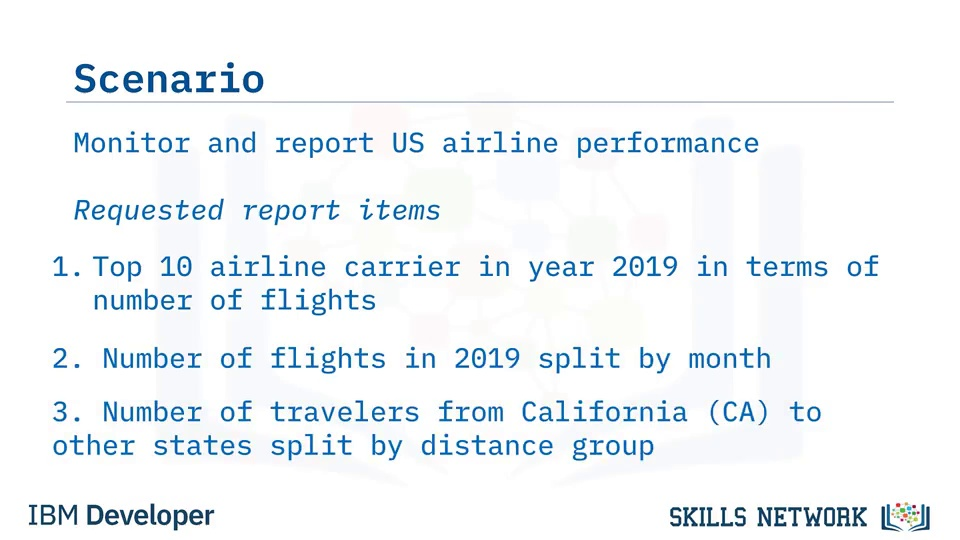 Scenario
Monitor and report US airline performance
Requested report items
1. Top 10 airline carrier in year 2019 in terms of
number of flights
2. Number of flights in 2019 split by month
3. Number of travelers from California (CA) to
other states split by distance group
IBM Developer
SKILLS NETWORK